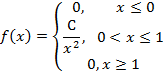 f(x) = { 0, x ≤ 0
C/x², 0 < x ≤ 1
0, x ≥ 1